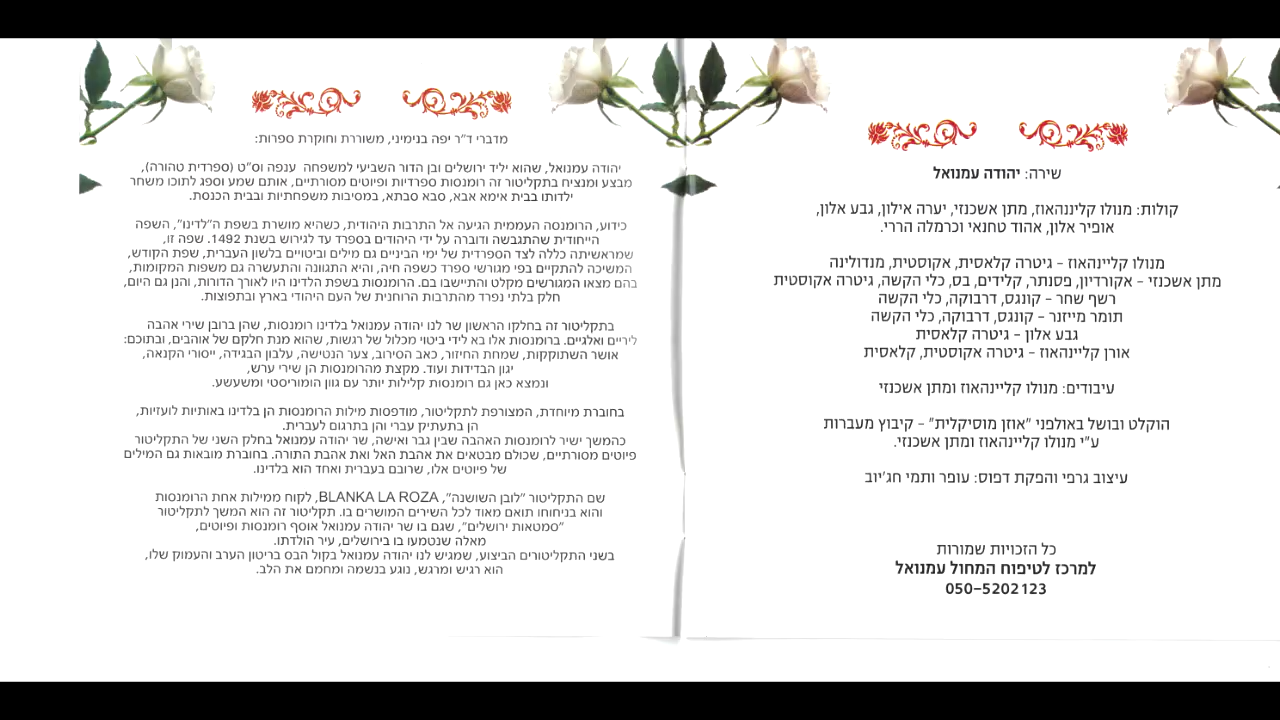 שירה: יהודה עמנואל
קולות: מנולו קלינהאוז, מתן אשכנזי, יערה אילון, גבע אלון,
אופיר אלון, אהוד טחנאי וכרמלה הררי.
מנולו קליינהאוז – גיטרה קלאסית, אקוסטית, מנדולינה
מתן אשכנזי – אקורדיון, פסנתר, קלידים, בס, כלי הקשה, גיטרה אקוסטית
רשף שחר – קונגס, דרבוקה, כלי הקשה
תומר מייזנר – קונגס, דרבוקה, כלי הקשה
גבע אלון – גיטרה קלאסית
אורן קליינהאוז – גיטרה אקוסטית, קלאסית
עיבודים: מנולו קליינהאוז ומתן אשכנזי
הוקלט ובושל באולפני "אוזן מוסיקלית" – קיבוץ מעברות
ע"י מנולו קליינהאוז ומתן אשכנזי.
עיצוב גרפי והפקת דפוס: עופר ותמי חג'יוב
כל הזכויות שמורות
למרכז לטיפוח המחול עמנואל
050–5202123
מדברי ד"ר יפה בנימיני, משוררת וחוקרת ספרות:
יהודה עמנואל, שהוא יליד ירושלים ובן הדור השביעי למשפחה ענפה וס"ט (ספרדית טהורה),
מבצע ומנציח בתקליטור זה רומנסות ספרדיות ופיוטים מסורתיים, אותם שמע וספג לתוכו משחר
ילדותו בבית אימא אבא, סבא סבתא, במסיבות משפחתיות ובבית הכנסת.
כידוע, הרומנסה העממית הגיעה אל התרבות היהודית, כשהיא מושרת בשפת ה"לדינו", השפה
הייחודית שהתגבשה ודוברה על ידי היהודים בספרד עד לגירוש בשנת 1492. שפה זו,
שמראשיתה כללה לצד הספרדית של ימי הביניים גם מילים וביטויים בלשון העברית, שפת הקודש,
המשיכה להתקיים בפי מגורשי ספרד כשפה חיה, והיא התגוונה והתעשרה גם משפות המקומות,
בהם מצאו המגורשים מקלט והתיישבו בם. הרומנסות בשפת הלדינו היו לאורך הדורות, והנן גם היום,
חלק בלתי נפרד מהתרבות הרוחנית של העם היהודי בארץ ובתפוצות.
בתקליטור זה בחלקו הראשון שר לנו יהודה עמנואל בלדינו רומנסות, שהן ברובן שירי אהבה
ליריים ואלגיים. ברומנסות אלו בא לידי ביטוי מכלול של רגשות, שהוא מנת חלקם של אוהבים, ובתוכם:
אושר השתוקקות, שמחת החיזור, כאב הסירוב, צער הנטישה, עלבון הבגידה, ייסורי הקנאה,
יגון הבדידות ועוד. מקצת מהרומנסות הן שירי ערש,
ונמצא כאן גם רומנסות קלילות יותר עם גוון הומוריסטי ומשעשע.
בחוברת מיוחדת, המצורפת לתקליטור, מודפסות מילות הרומנסות הן בלדינו באותיות לועזיות,
הן בתעתיק עברי והן בתרגום לעברית.
כהמשך ישיר לרומנסות האהבה שבין גבר ואישה, שר יהודה עמנואל בחלק השני של התקליטור
פיוטים מסורתיים, שכולם מבטאים את אהבת האל ואת אהבת התורה. בחוברת מובאות גם המילים
של פיוטים אלו, שרובם בעברית ואחד הוא בלדינו.
שם התקליטור "לובן השושנה", BLANKA LA ROZA, לקוח ממילות אחת הרומנסות
והוא בניחוחו תואם מאוד לכל השירים המושרים בו. תקליטור זה הוא המשך לתקליטור
"סמטאות ירושלים", שגם בו שר יהודה עמנואל אוסף רומנסות ופיוטים,
מאלה שנטמעו בו בירושלים, עיר הולדתו.
בשני התקליטורים הביצוע, שמגיש לנו יהודה עמנואל בקול הבס בריטון הערב והעמוק שלו,
הוא רגיש ומרגש, נוגע בנשמה ומחמם את הלב.